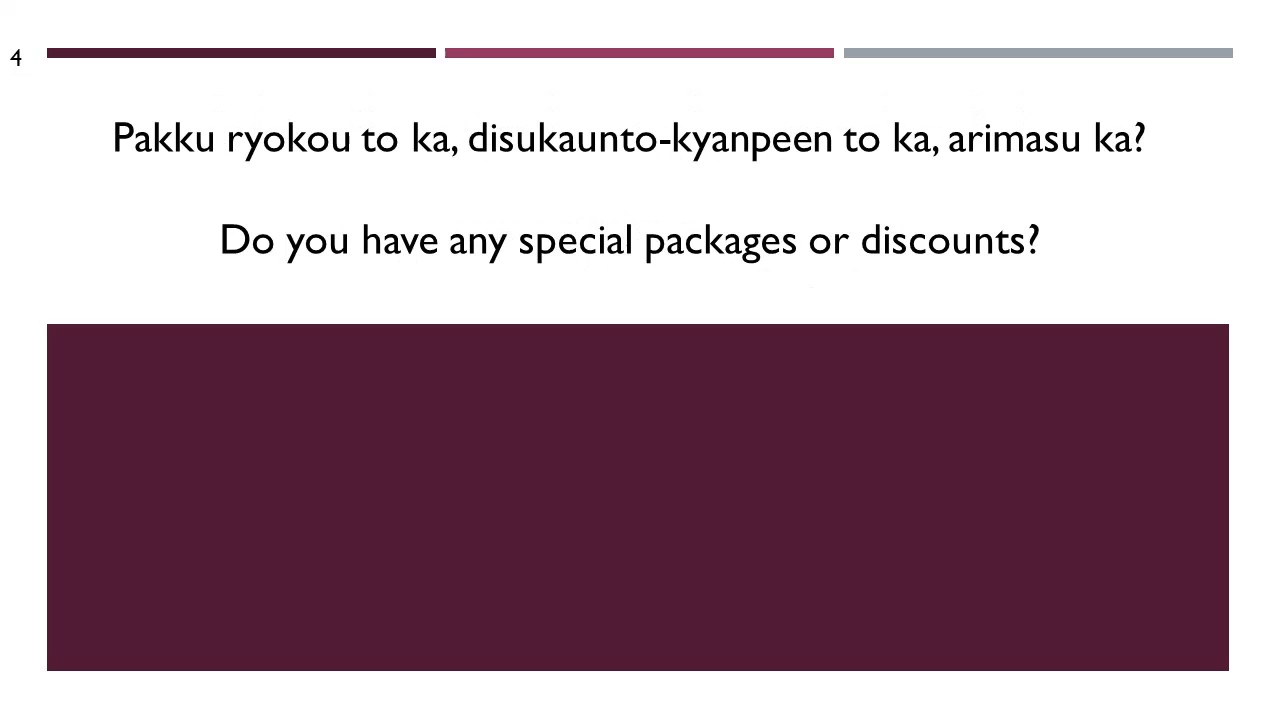 4
Pakku ryokou to ka, disukaunto-kyanpeen to ka, arimasu ka?
Do you have any special packages or discounts?